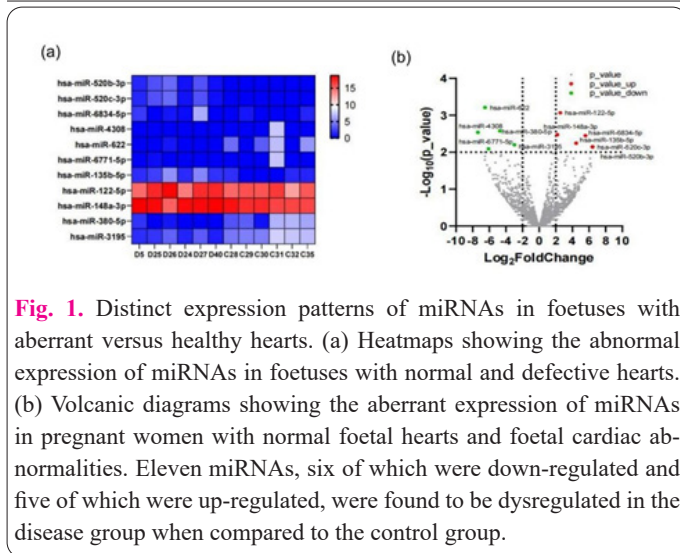 (a)
hsa-miR-520b-3p
hsa-miR-520c-3p
hsa-miR-6834-5p
hsa-miR-4308
hsa-miR-622
hsa-miR-6771-5p
hsa-miR-135b-5p
hsa-miR-122-5p
hsa-miR-148a-3p
hsa-miR-380-5p
hsa-miR-3195
D5 D25 D26 D24 D27 D40 C28 C29 C30 C31 C32 C35
15
10
5
0
(b)
p_value
p_value_up
p_value_down
hsa-miR-622
hsa-miR-122-5p
hsa-miR-4308
hsa-miR-380-5p
hsa-miR-148a-3p
hsa-miR-6834-5p
hsa-miR-135b-5p
hsa-miR-6771-5p
hsa-miR-3195
hsa-miR-520c-3p
hsa-miR-520b-3p
4
3
2
1
0
-Log10(p_value)
-10 -8 -6 -4 -2 0 2 4 6 8 10
Log2FoldChange
Fig. 1. Distinct expression patterns of miRNAs in foetuses with
aberrant versus healthy hearts. (a) Heatmaps showing the abnormal
expression of miRNAs in foetuses with normal and defective hearts.
(b) Volcanic diagrams showing the aberrant expression of miRNAs
in pregnant women with normal foetal hearts and foetal cardiac ab-
normalities. Eleven miRNAs, six of which were down-regulated and
five of which were up-regulated, were found to be dysregulated in the
disease group when compared to the control group.